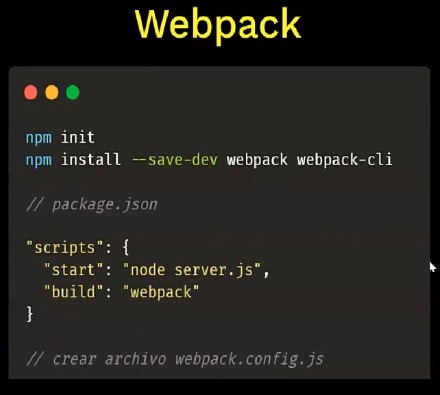 Webpack
npm init
npm install --save-dev webpack webpack-cli
// package.json
"scripts": {
"start": "node server.js",
"build": "webpack"
}
// crear archivo webpack.config.js